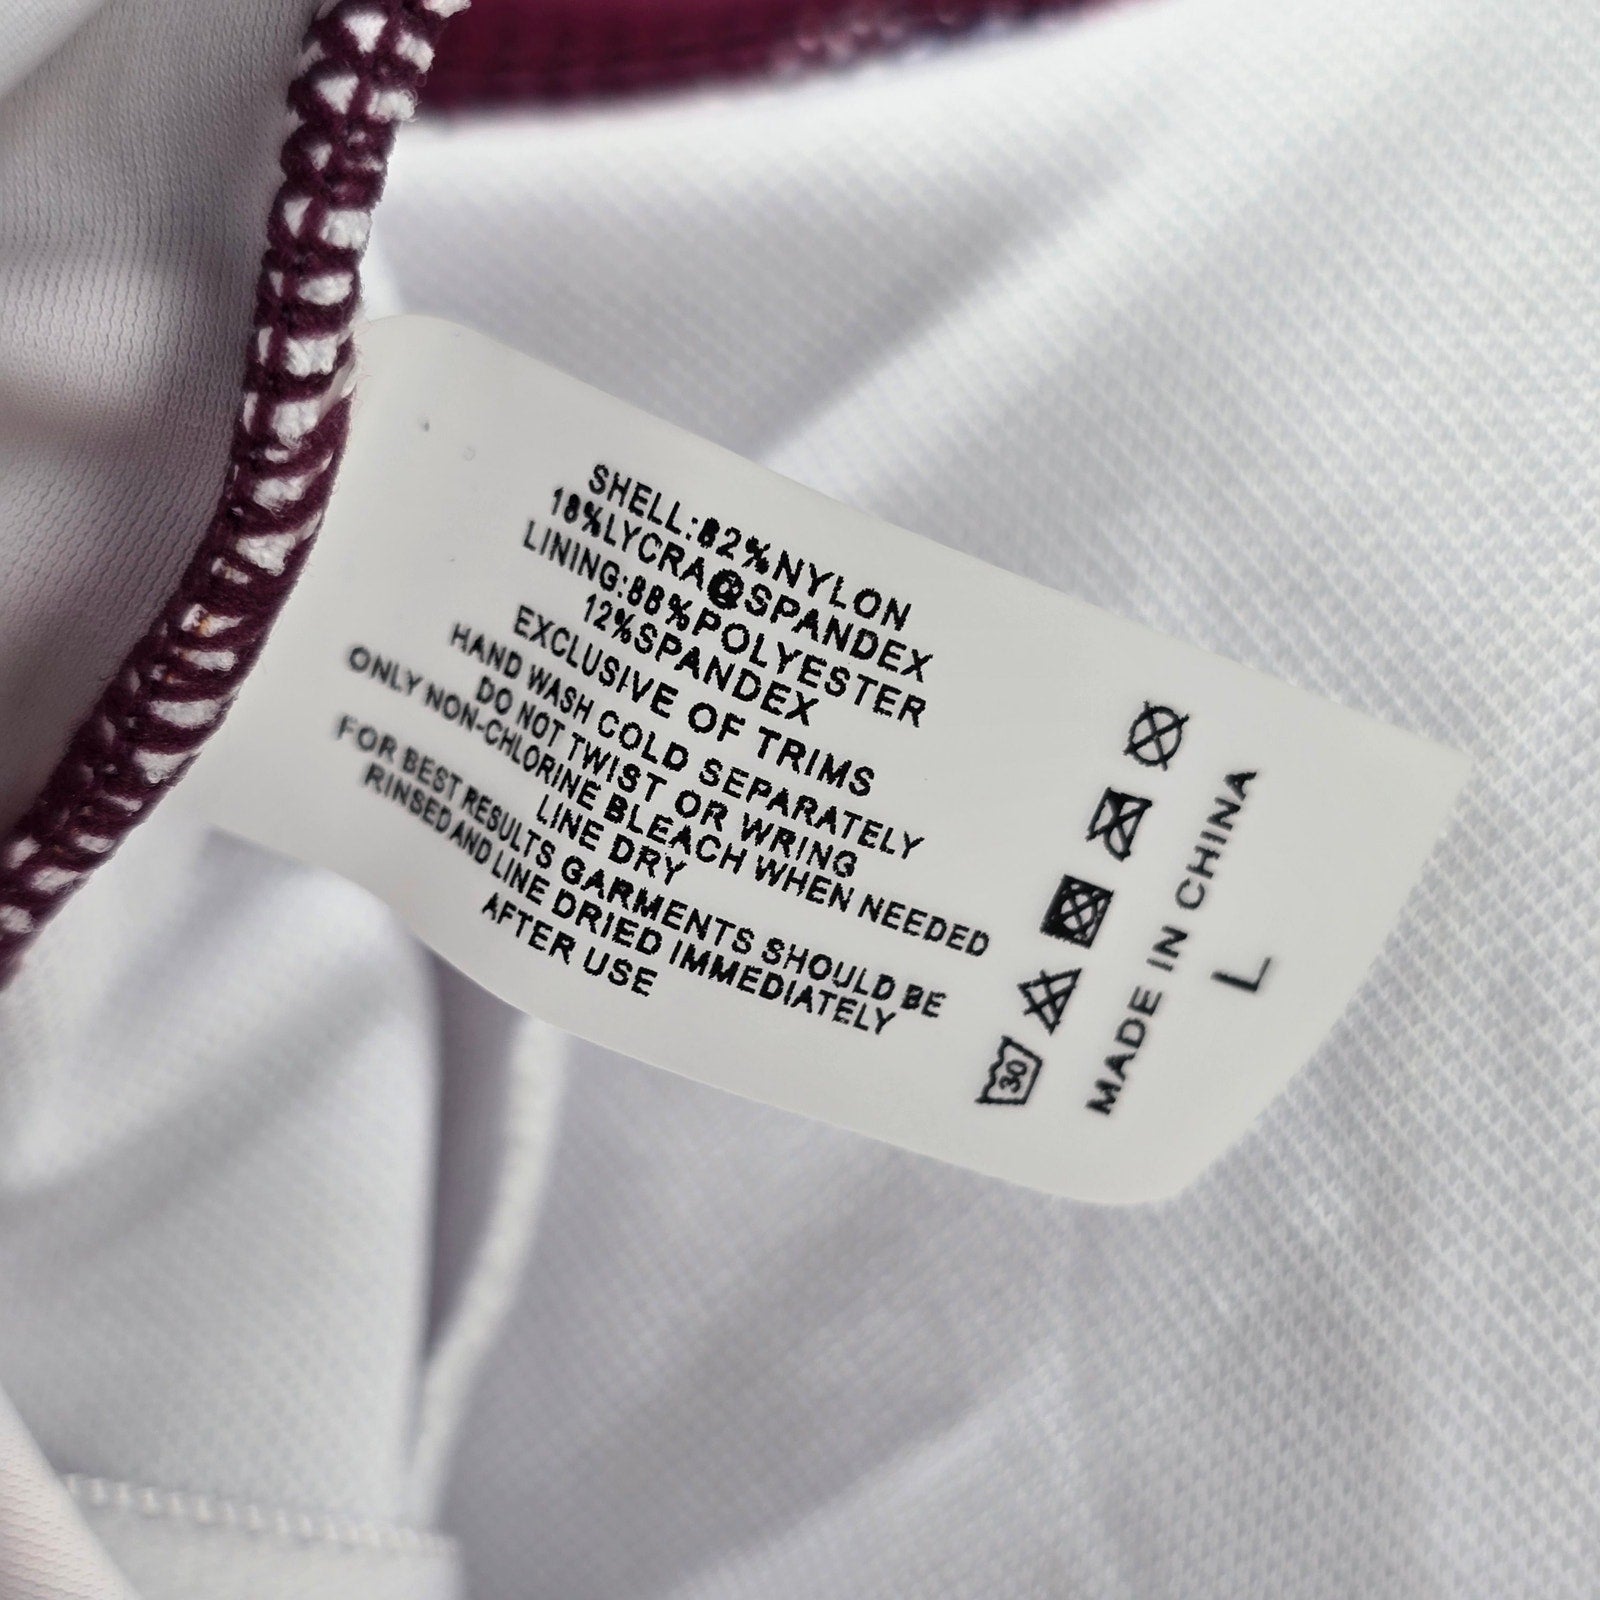 SHELL:82%NYLON
18%LYCRA@SPANDEX
LINING:88%POLYESTER
12%SPANDEX
EXCLUSIVE OF TRIMS
HAND WASH COLD SEPARATELY
DO NOT TWIST OR WRING
ONLY NON-CHLORINE BLEACH WHEN NEEDED
LINE DRY
FOR BEST RESULTS GARMENTS SHOULD BE
RINSED AND LINE DRIED IMMEDIATELY
AFTER USE
30
MADE IN CHINA
L